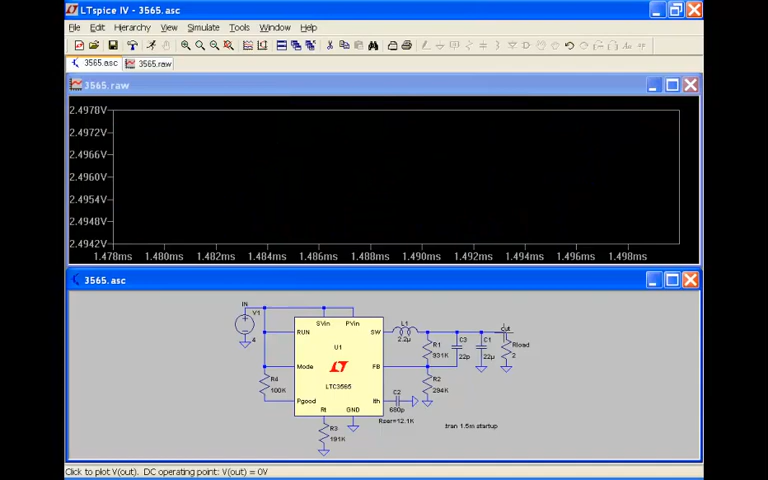 LTspice IV - 3565.asc
File Edit Hierarchy View Simulate Tools Window Help
3565.asc 3565.raw
3565.raw
2.4978V
2.4972V
2.4966V
2.4960V
2.4954V
2.4948V
2.4942V
1.478ms 1.480ms 1.482ms 1.484ms 1.486ms 1.488ms 1.490ms 1.492ms 1.494ms 1.496ms 1.498ms
3565.asc
IN
V1
4
SVin PVin
RUN SW
U1
Mode FB
LTC3565
Pgood Ith
Rt GND
L1
2.2µ
R1
931K
C3
22p
C1
22µ
out
Rload
2
R4
100K
R2
294K
C2
680p
Rser=12.1K
R3
191K
.tran 1.5m startup
Click to plot V(out). DC operating point: V(out) = 0V